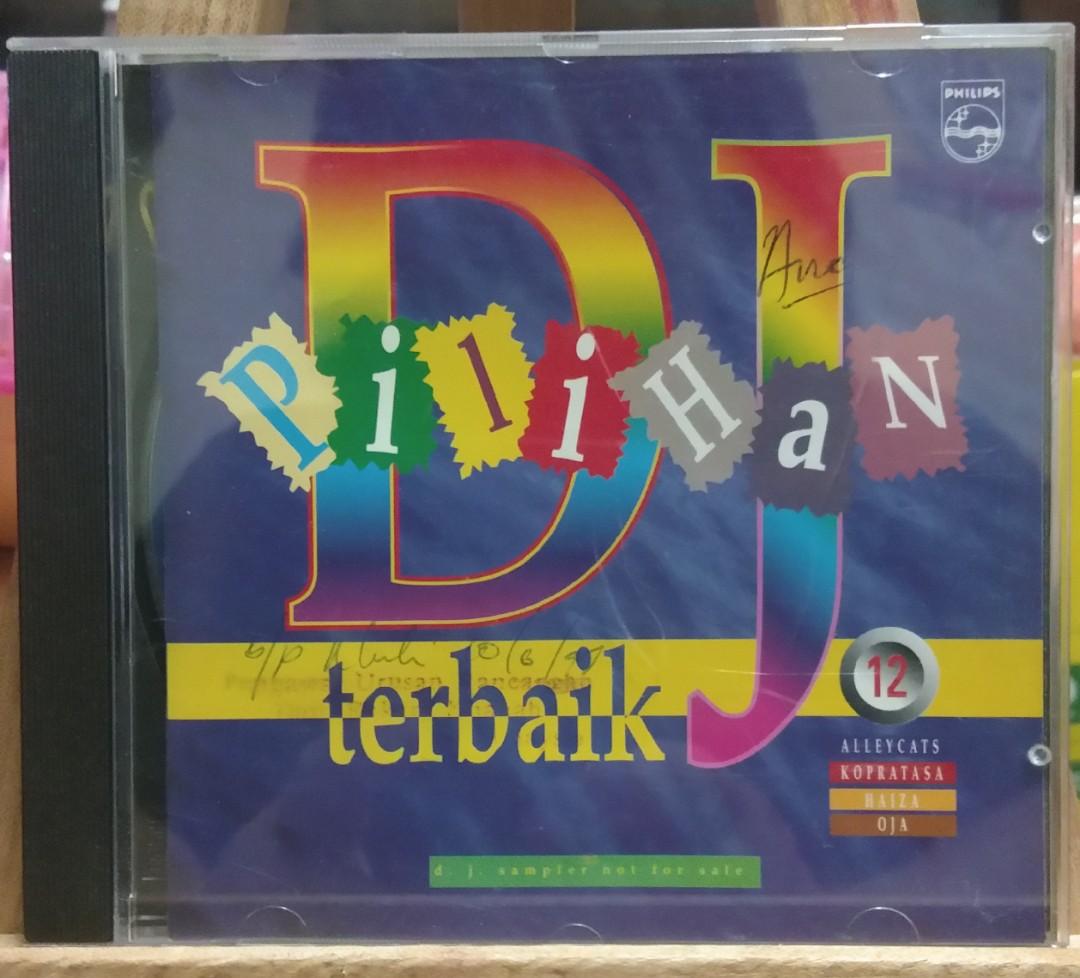 PHILIPS
DJ
PiliHaN
terbaik
12
ALLEYCATS
KOPRATASA
HAIZA
OJA
d. j. sampler not for sale